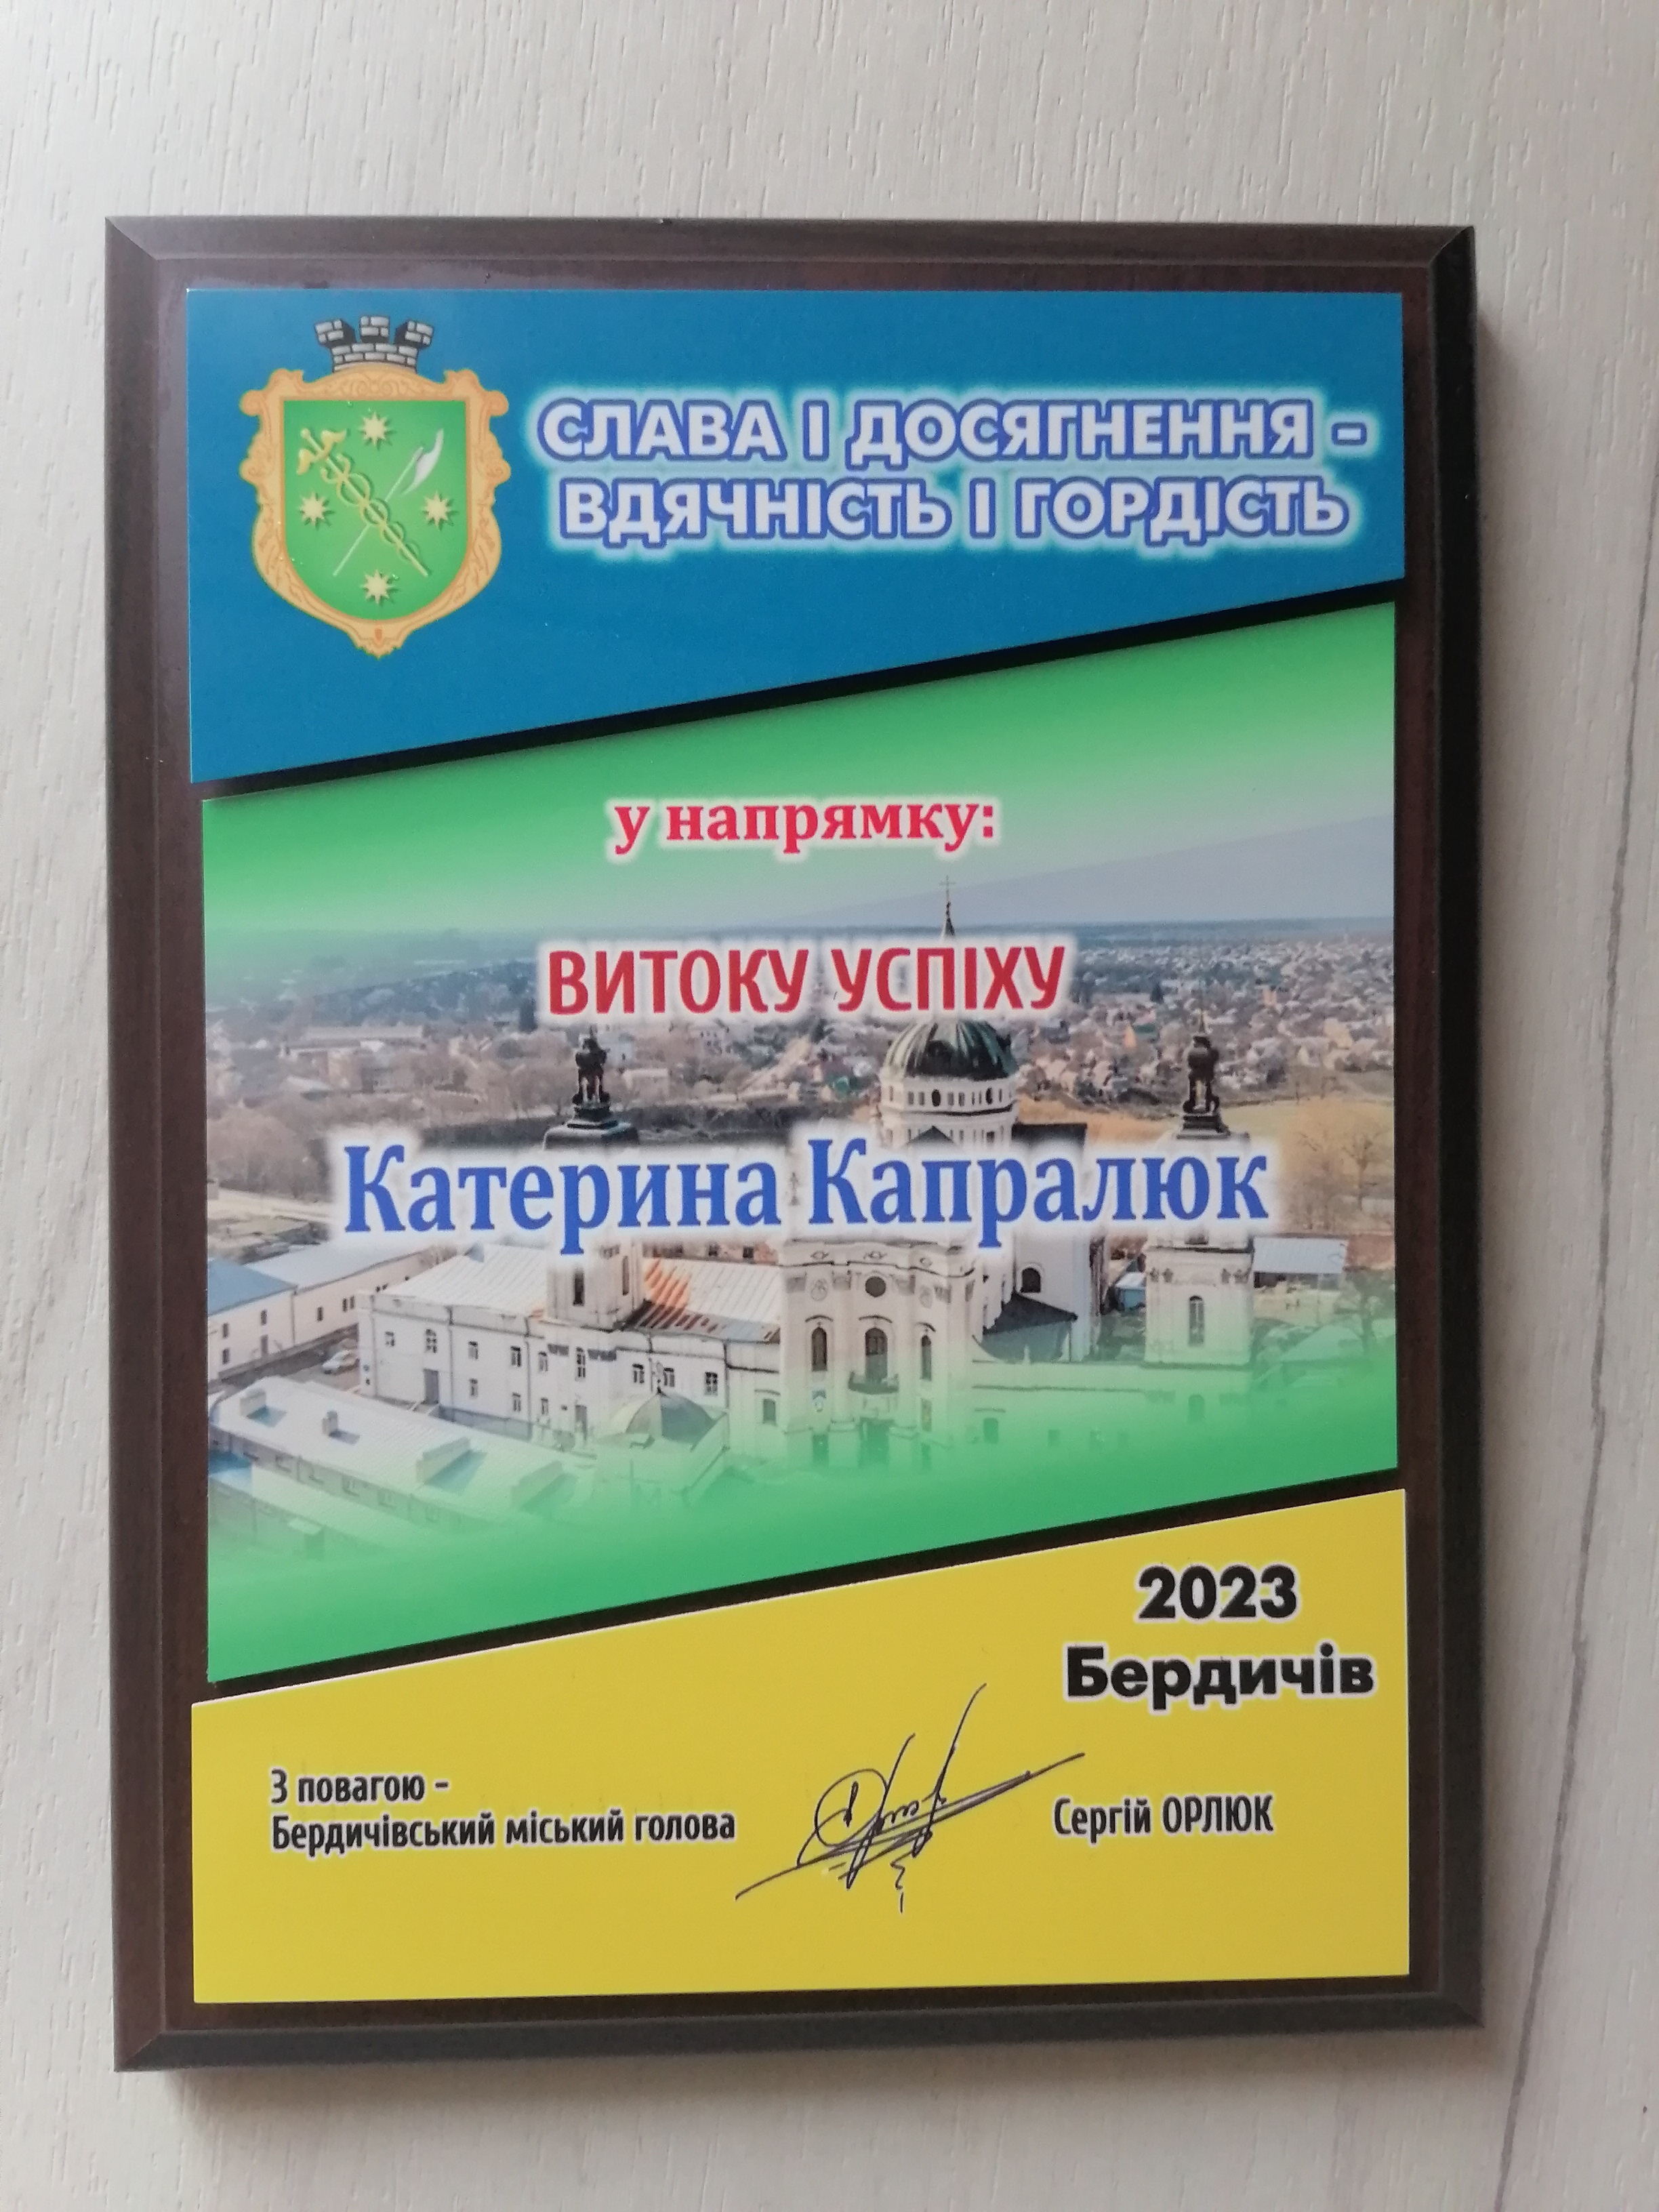 СЛАВА І ДОСЯГНЕННЯ -
ВДЯЧНІСТЬ І ГОРДІСТЬ
у напрямку:
ВИТОКУ УСПІХУ
Катерина Капралюк
2023
Бердичів
З повагою -
Бердичівський міський голова
Сергій ОРЛЮК